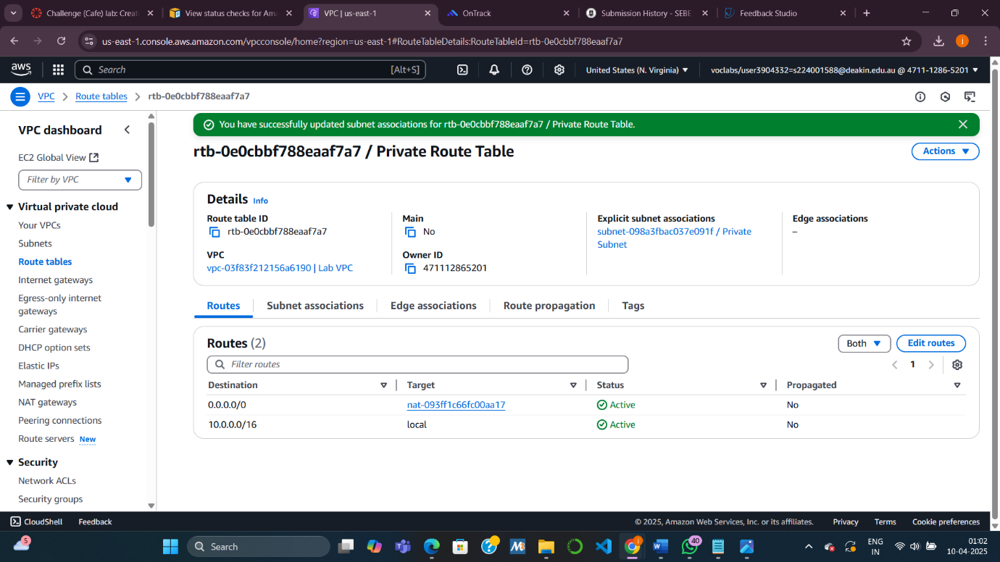 Challenge (Cafe) lab: Creati
View status checks for Ama
VPC | us-east-1
OnTrack
Submission History - SEBE
Feedback Studio
us-east-1.console.aws.amazon.com/vpcconsole/home?region=us-east-1#RouteTableDetails:RouteTableId=rtb-0e0cbbf788eaaf7a7
j
aws
Search
[Alt+S]
United States (N. Virginia)
voclabs/user3904332=s224001588@deakin.edu.au @ 4711-1286-5201
VPC
Route tables
rtb-0e0cbbf788eaaf7a7
VPC dashboard
EC2 Global View
Filter by VPC
Virtual private cloud
Your VPCs
Subnets
Route tables
Internet gateways
Egress-only internet
gateways
Carrier gateways
DHCP option sets
Elastic IPs
Managed prefix lists
NAT gateways
Peering connections
Route servers New
Security
Network ACLs
Security groups
You have successfully updated subnet associations for rtb-0e0cbbf788eaaf7a7 / Private Route Table.
rtb-0e0cbbf788eaaf7a7 / Private Route Table
Actions
Details Info
Route table ID
rtb-0e0cbbf788eaaf7a7
Main
No
Explicit subnet associations
subnet-098a3fbac037e091f / Private
Subnet
Edge associations
–
VPC
vpc-03f83f212156a6190 | Lab VPC
Owner ID
471112865201
Routes
Subnet associations
Edge associations
Route propagation
Tags
Routes (2)
Both
Edit routes
Filter routes
1
Destination Target Status Propagated
0.0.0.0/0 nat-093ff1c66fc00aa17 Active No
10.0.0.0/16 local Active No
CloudShell
Feedback
© 2025, Amazon Web Services, Inc. or its affiliates.
Privacy
Terms
Cookie preferences
5
Search
j
40
ENG
IN
01:02
10-04-2025